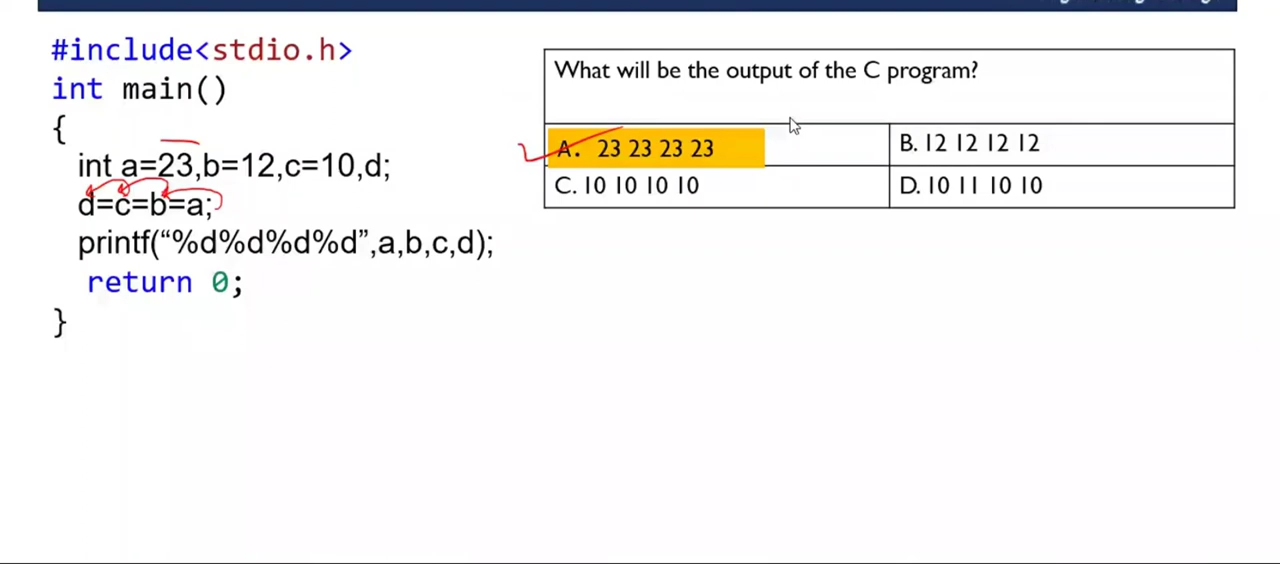 #include<stdio.h>
int main()
{
int a=23,b=12,c=10,d;
d=c=b=a;
printf(“%d%d%d%d”,a,b,c,d);
return 0;
}
What will be the output of the C program?
A. 23 23 23 23
B. 12 12 12 12
C. 10 10 10 10
D. 10 11 10 10